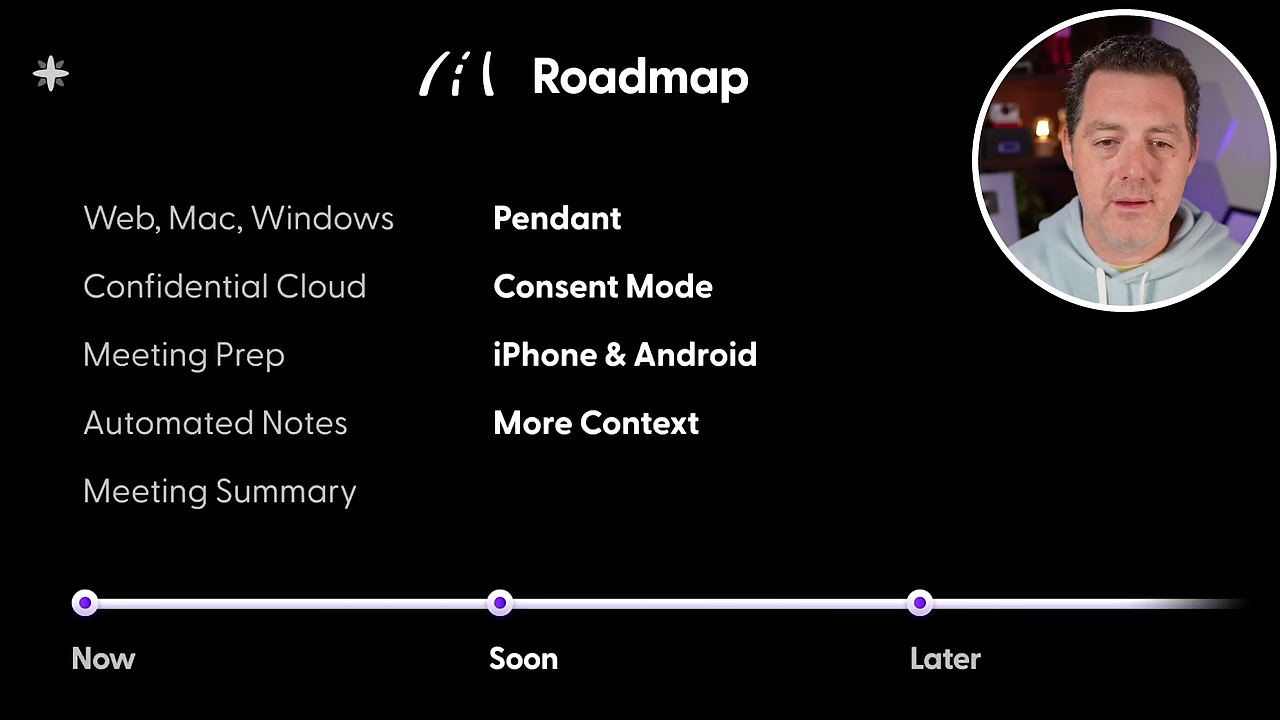 Roadmap
Web, Mac, Windows
Confidential Cloud
Meeting Prep
Automated Notes
Meeting Summary
Pendant
Consent Mode
iPhone & Android
More Context
Now
Soon
Later